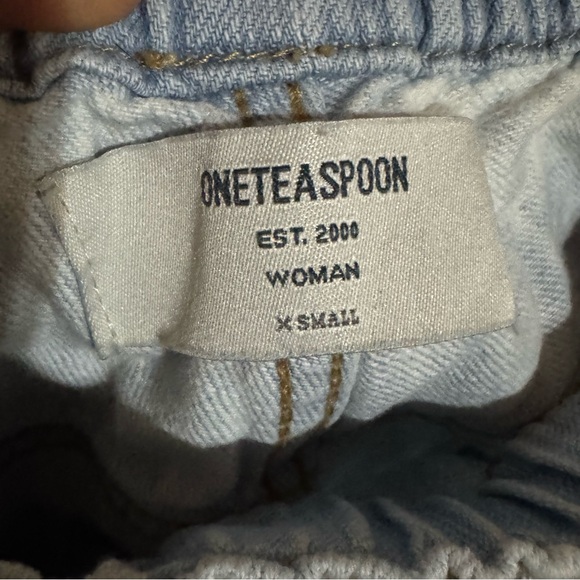 ONETEASPOON
EST. 2000
WOMAN
X SMALL